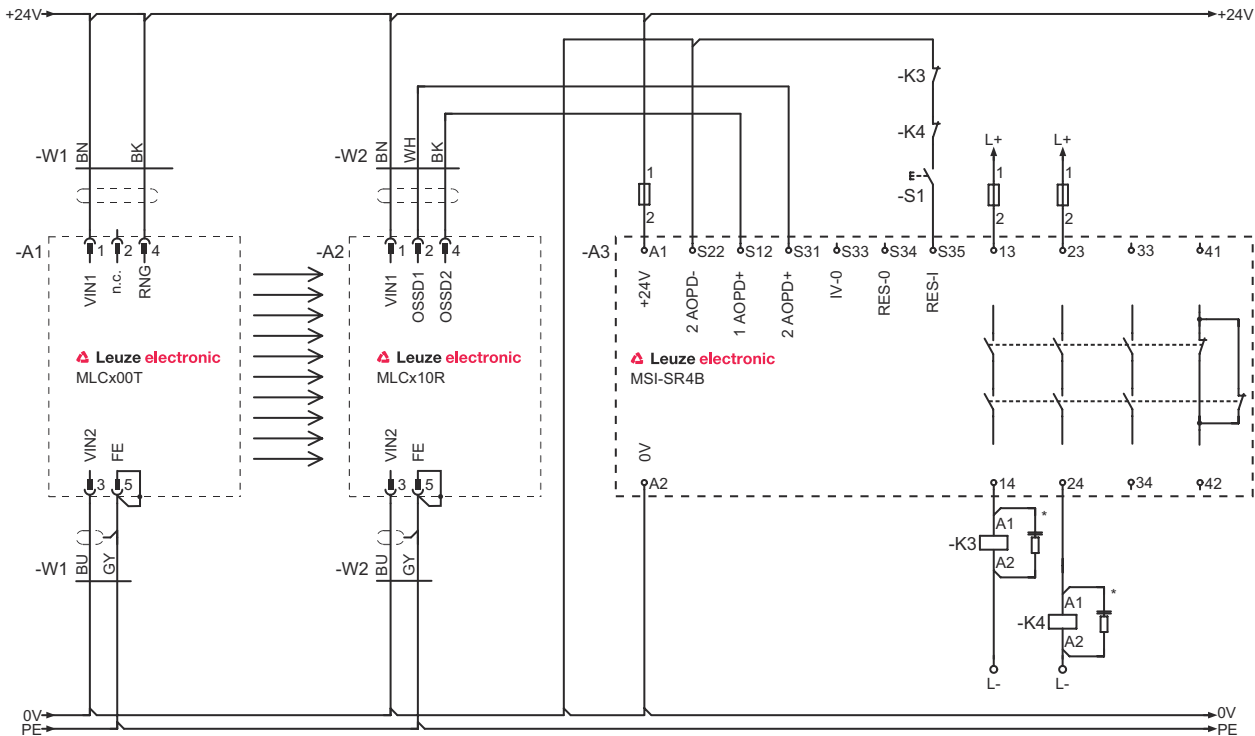 +24V +24V
-K3
-K4 L+ L+
-W1 BN BK -W2 BN WH BK
1 1 1
E -S1
2 2 2
-A1 1 2 4 -A2 1 2 4 -A3 A1 S22 S12 S31 S33 S34 S35 13 23 33 41
VIN1 n.c. RNG VIN1 OSSD1 OSSD2 +24V 2 AOPD- 1 AOPD+ 2 AOPD+ IV-0 RES-0 RES-I
Leuze electronic Leuze electronic Leuze electronic
MLCx00T MLCx10R MSI-SR4B
VIN2 FE VIN2 FE 0V
3 5 3 5 A2 14 24 34 42
A1 *
-K3
A2
-W1 BU GY -W2 BU GY
A1 *
-K4
A2
L- L-
0V 0V
PE PE